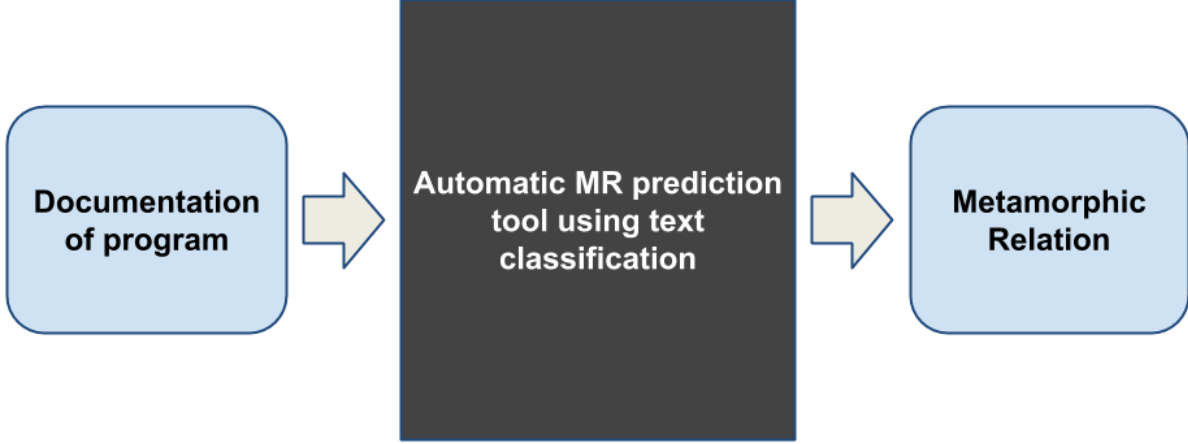 Documentation
of program
Automatic MR prediction
tool using text
classification
Metamorphic
Relation